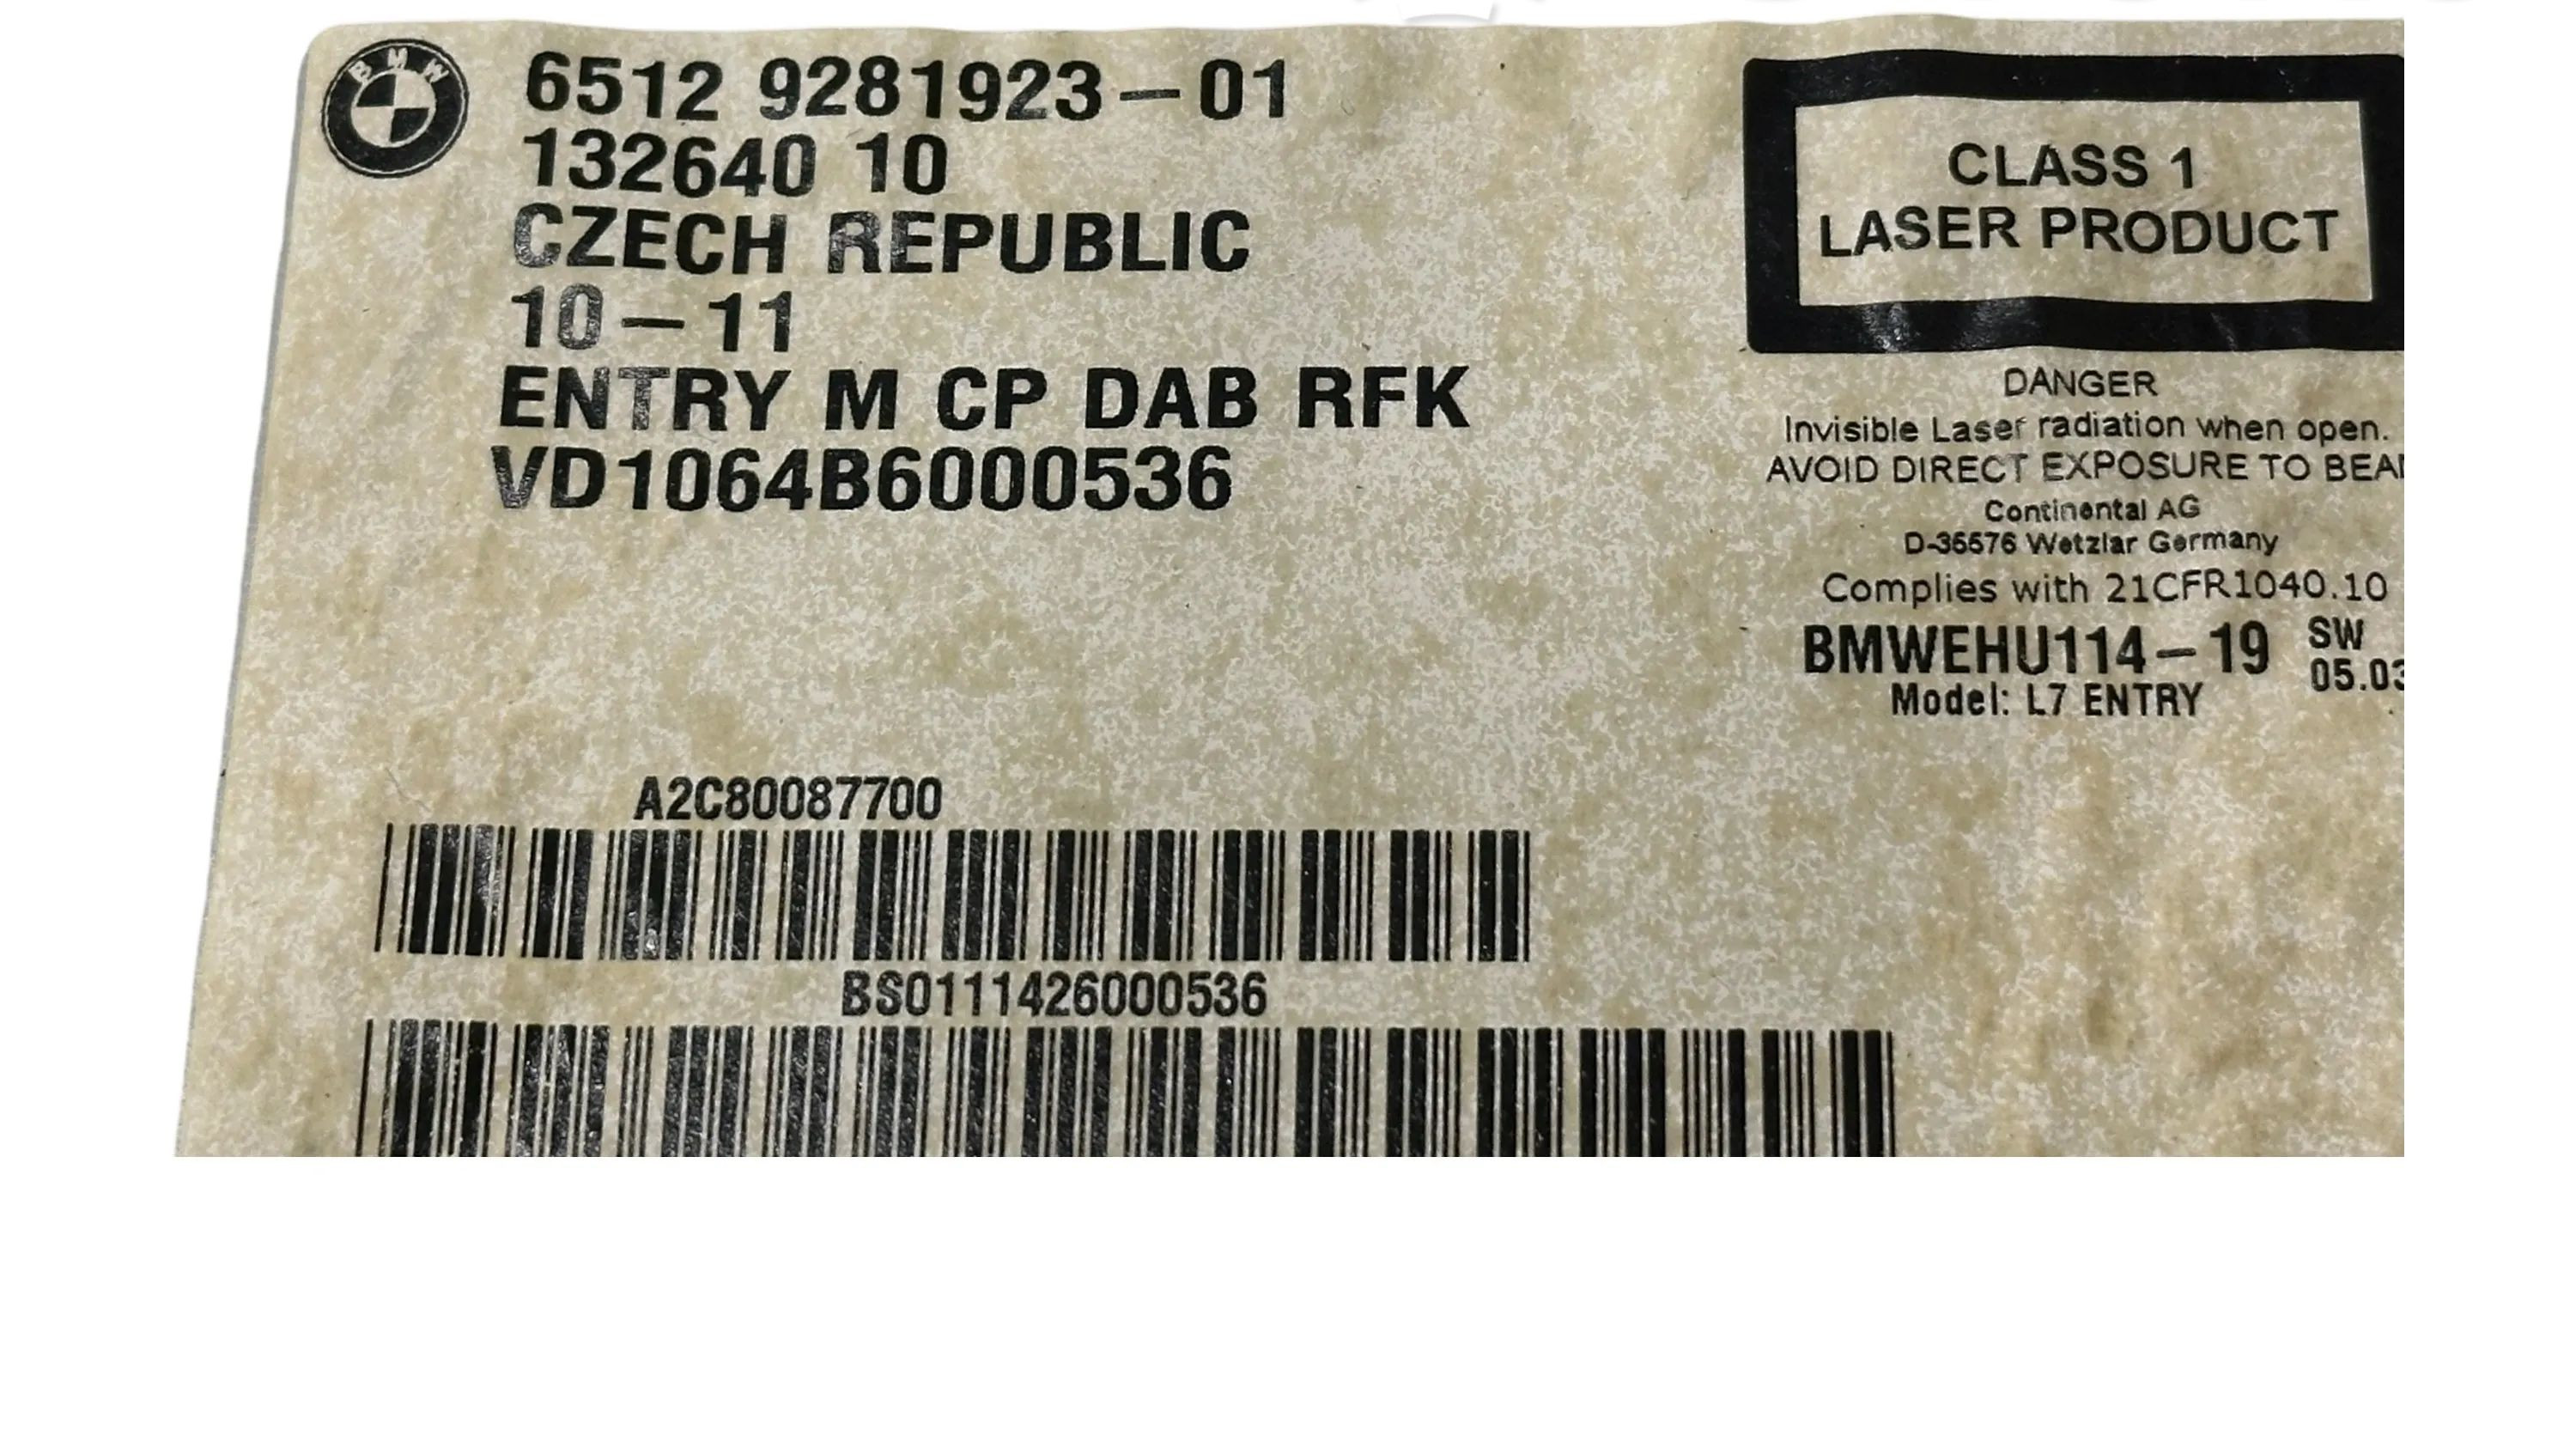 BMW
6512 9281923-01
132640 10
CZECH REPUBLIC
10-11
ENTRY M CP DAB RFK
VD1064B6000536
CLASS 1
LASER PRODUCT
DANGER
Invisible Laser radiation when open.
AVOID DIRECT EXPOSURE TO
Continental AG
D-35576 Wetzlar Germany
Complies with 21CFR1040.10
BMWEHU114-19 SW
05.03
Model: L7 ENTRY
A2C80087700
BS0111426000536